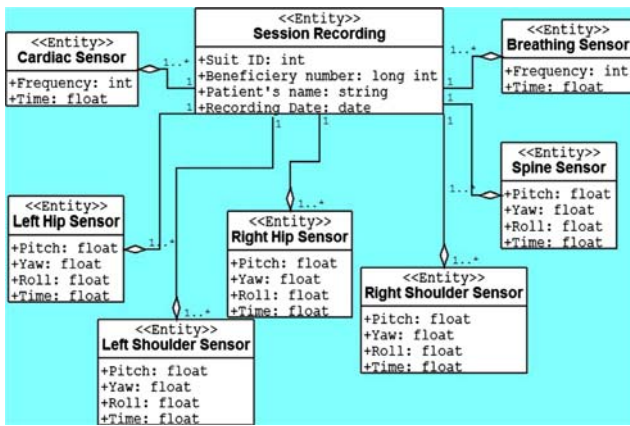 <<Entity>>
Session Recording
+Suit ID: int
+Beneficiery number: long int
+Patient's name: string
+Recording Date: date
<<Entity>>
Cardiac Sensor
+Frequency: int
+Time: float
1..*
1
<<Entity>>
Breathing Sensor
+Frequency: int
+Time: float
1..*
1
<<Entity>>
Spine Sensor
+Pitch: float
+Yaw: float
+Roll: float
+Time: float
1
1..*
<<Entity>>
Left Hip Sensor
+Pitch: float
+Yaw: float
+Roll: float
+Time: float
1
1..*
<<Entity>>
Right Hip Sensor
+Pitch: float
+Yaw: float
+Roll: float
+Time: float
1
1..*
<<Entity>>
Right Shoulder Sensor
+Pitch: float
+Yaw: float
+Roll: float
+Time: float
1
1..*
<<Entity>>
Left Shoulder Sensor
+Pitch: float
+Yaw: float
+Roll: float
+Time: float
1
1..*